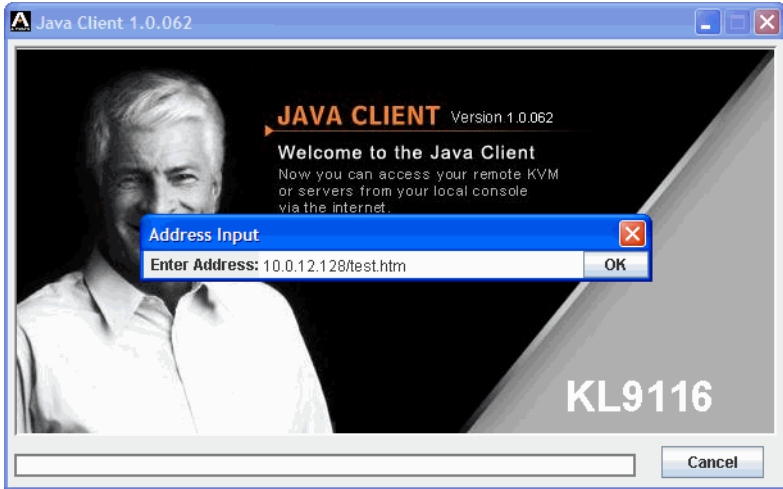 Java Client 1.0.062
JAVA CLIENT Version 1.0.062
Welcome to the Java Client
Now you can access your remote KVM
or servers from your local console
via the internet.
Address Input
Enter Address: 10.0.12.128/test.htm OK
KL9116
Cancel